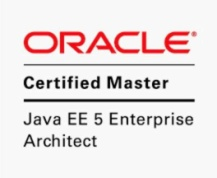 ORACLE®
Certified Master
Java EE 5 Enterprise
Architect